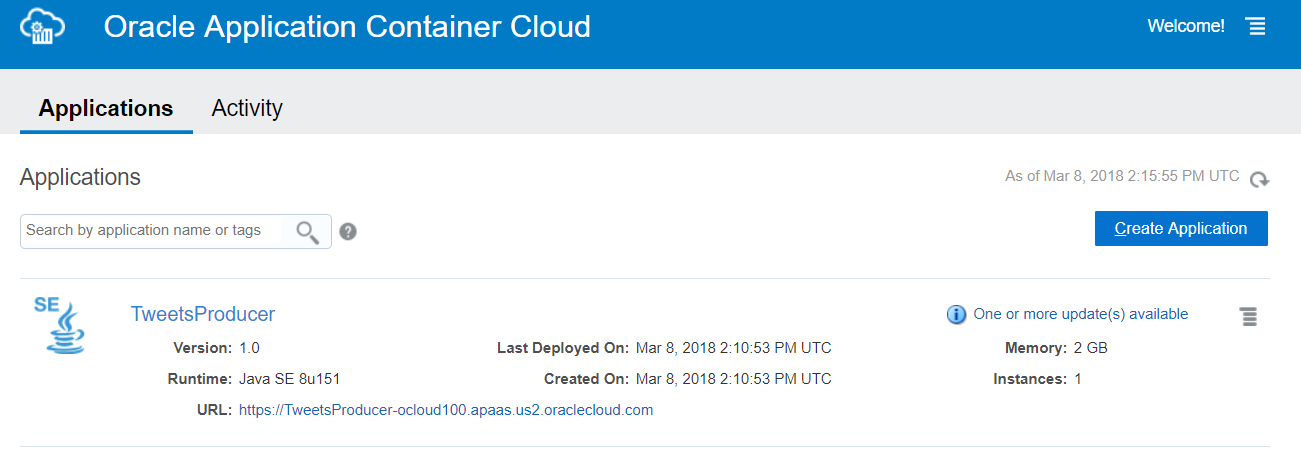 Oracle Application Container Cloud
Welcome!
Applications Activity
Applications
As of Mar 8, 2018 2:15:55 PM UTC
Search by application name or tags ?
Create Application
SE
TweetsProducer
i One or more update(s) available
Version: 1.0 Last Deployed On: Mar 8, 2018 2:10:53 PM UTC Memory: 2 GB
Runtime: Java SE 8u151 Created On: Mar 8, 2018 2:10:53 PM UTC Instances: 1
URL: https://TweetsProducer-ocloud100.apaas.us2.oraclecloud.com